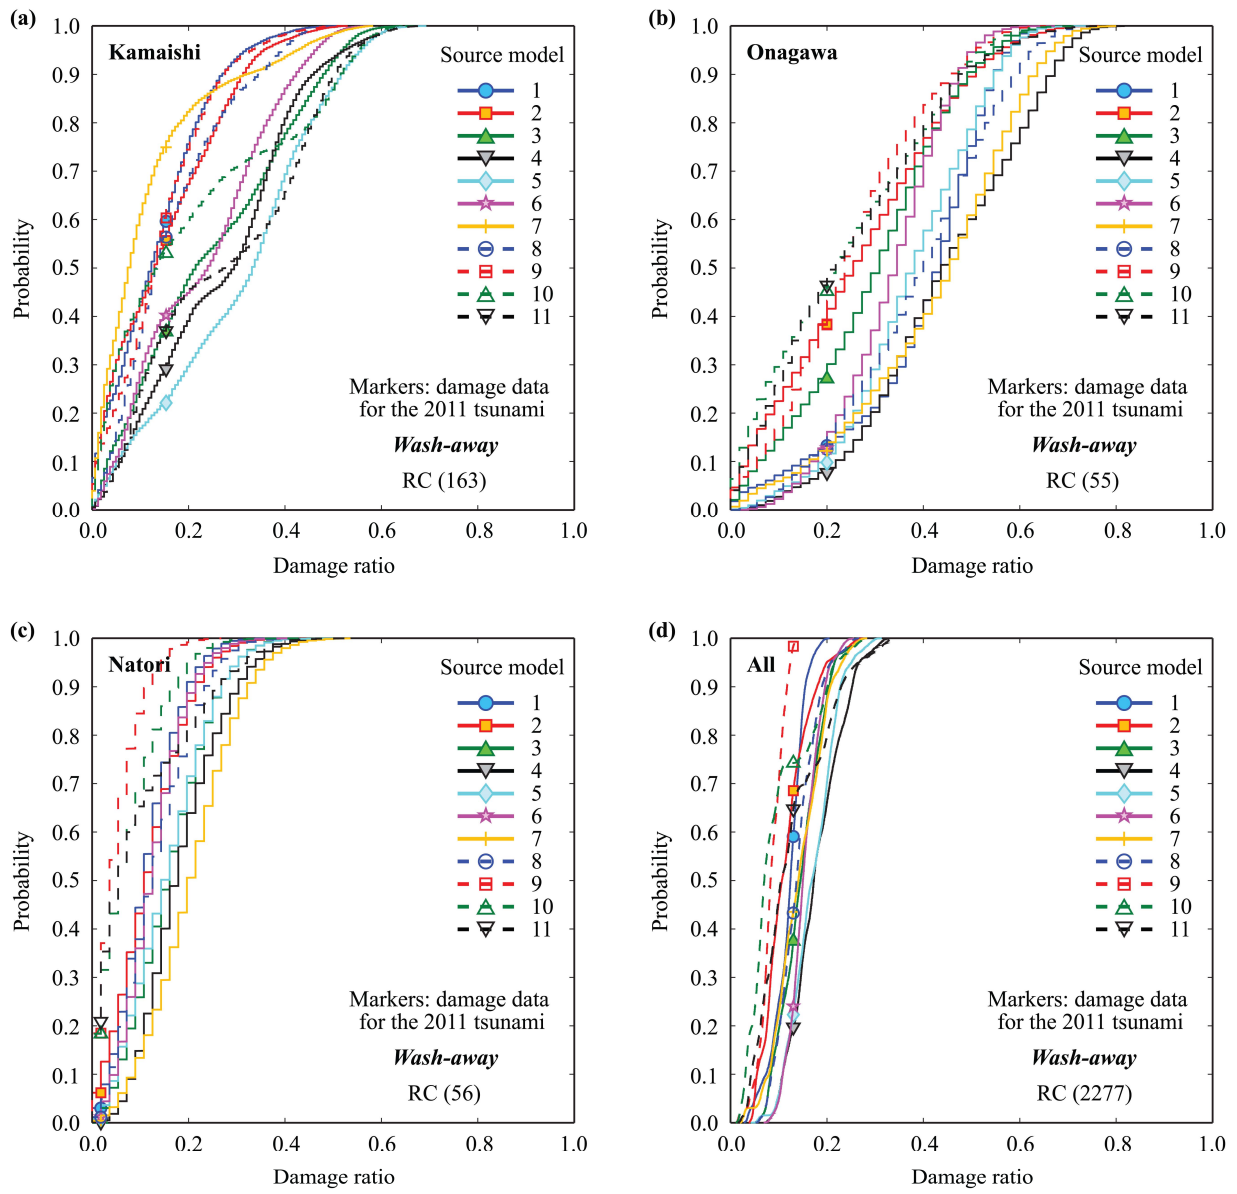 (a)
Kamaishi
Source model
1
2
3
4
5
6
7
8
9
10
11
Markers: damage data
for the 2011 tsunami
Wash-away
RC (163)
1.0
0.9
0.8
0.7
0.6
0.5
0.4
0.3
0.2
0.1
0.0
Probability
0.0 0.2 0.4 0.6 0.8 1.0
Damage ratio
(b)
Onagawa
Source model
1
2
3
4
5
6
7
8
9
10
11
Markers: damage data
for the 2011 tsunami
Wash-away
RC (55)
1.0
0.9
0.8
0.7
0.6
0.5
0.4
0.3
0.2
0.1
0.0
Probability
0.0 0.2 0.4 0.6 0.8 1.0
Damage ratio
(c)
Natori
Source model
1
2
3
4
5
6
7
8
9
10
11
Markers: damage data
for the 2011 tsunami
Wash-away
RC (56)
1.0
0.9
0.8
0.7
0.6
0.5
0.4
0.3
0.2
0.1
0.0
Probability
0.0 0.2 0.4 0.6 0.8 1.0
Damage ratio
(d)
All
Source model
1
2
3
4
5
6
7
8
9
10
11
Markers: damage data
for the 2011 tsunami
Wash-away
RC (2277)
1.0
0.9
0.8
0.7
0.6
0.5
0.4
0.3
0.2
0.1
0.0
Probability
0.0 0.2 0.4 0.6 0.8 1.0
Damage ratio